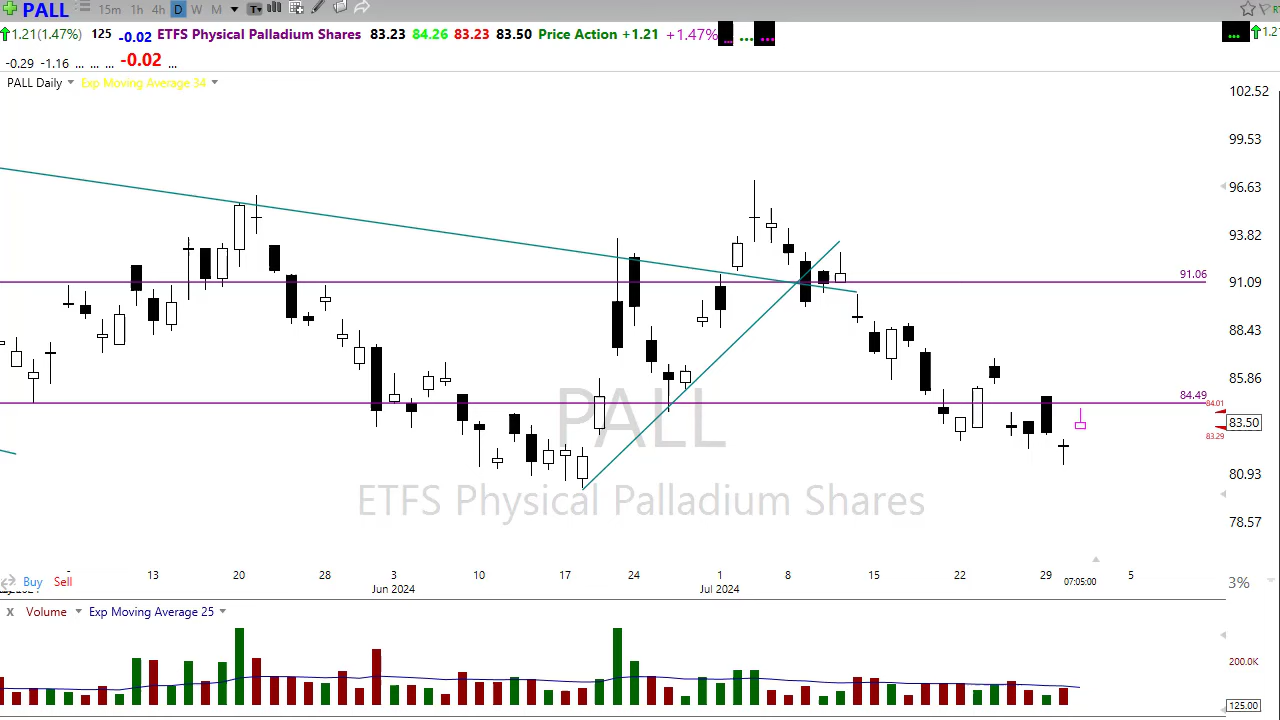 PALL 15m 1h 4h D W M
1.21(1.47%) 125 -0.02 ETFS Physical Palladium Shares 83.23 84.26 83.23 83.50 Price Action +1.21 +1.47% ... ... ... ...
-0.29 -1.16 ... ... ... -0.02 ...
PALL Daily Exp Moving Average 34
102.52
99.53
96.63
93.82
91.06
91.09
88.43
85.86
84.49
84.01
83.50
83.29
80.93
78.57
PALL
ETFS Physical Palladium Shares
13 20 28 3 10 17 24 1 8 15 22 29 5
Buy Sell 07:05:00 3%
Jun 2024 Jul 2024
x Volume Exp Moving Average 25
200.0K
125.00